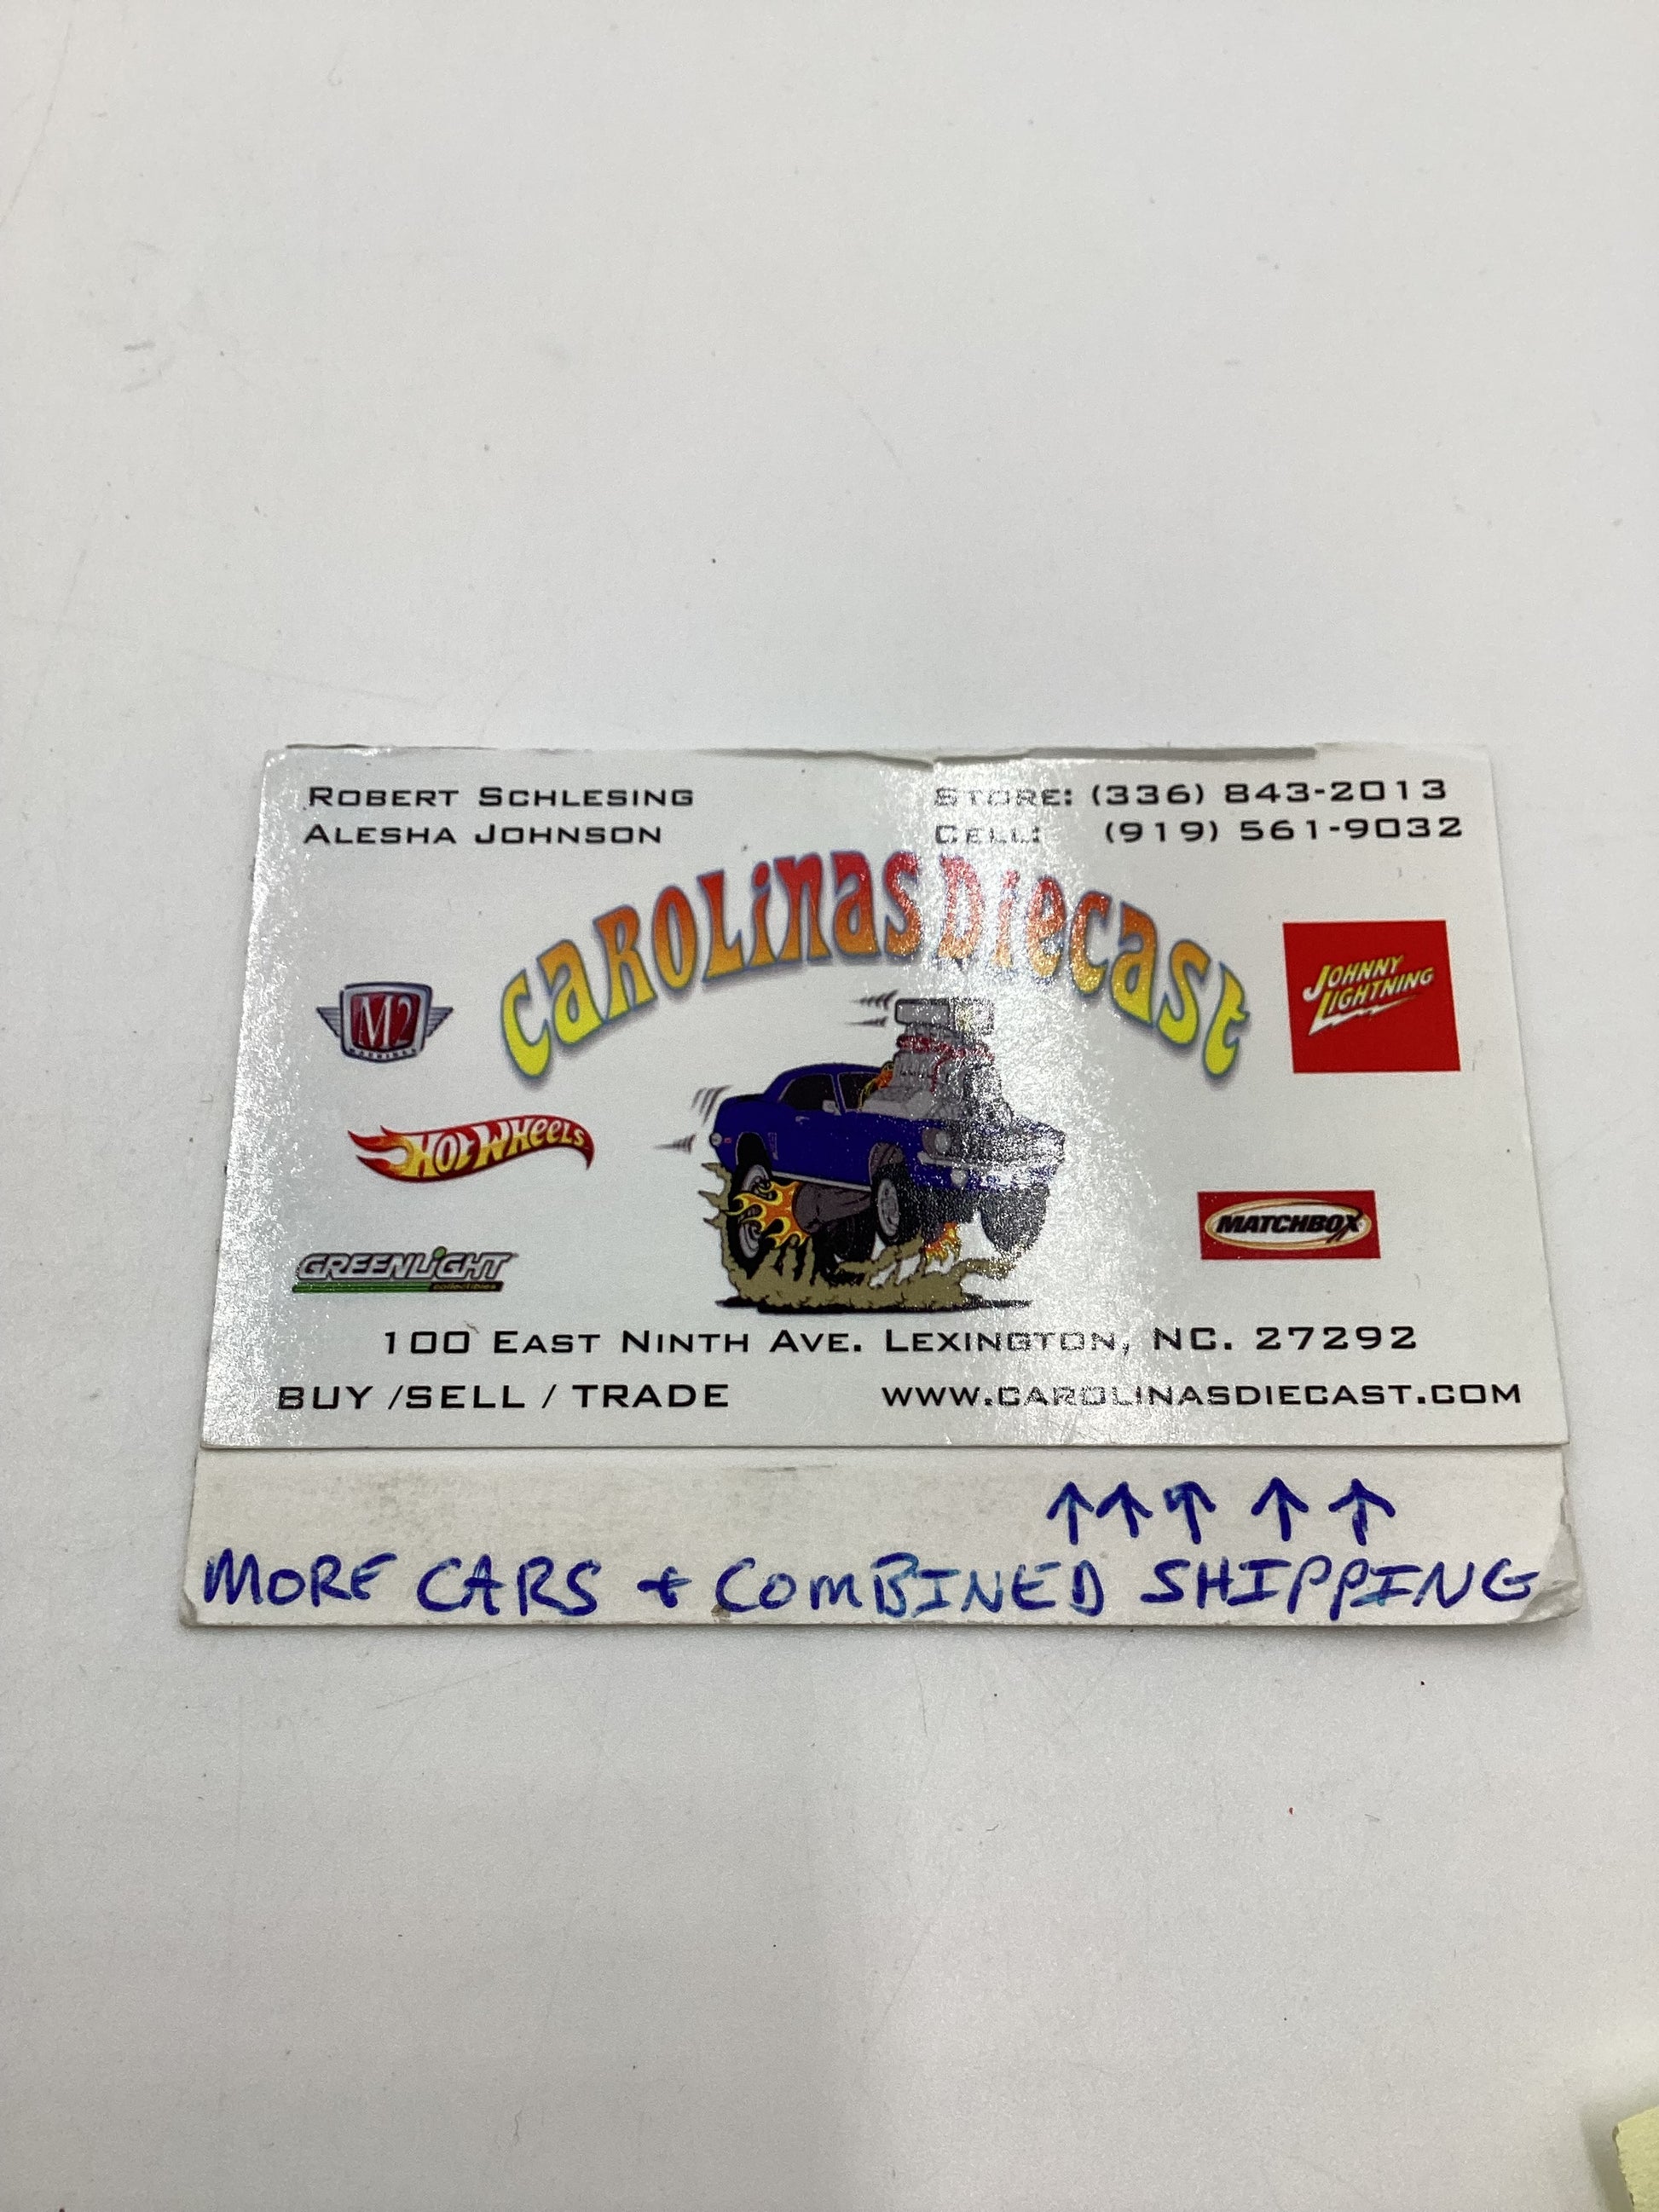 ROBERT SCHLESING
ALESHA JOHNSON
STORE: (336) 843-2013
CELL: (919) 561-9032
CAROLINAS DIECAST
M2
MACHINES
JOHNNY
LIGHTNING
HOT WHEELS
MATCHBOX
GREENLIGHT
collectibles
100 EAST NINTH AVE. LEXINGTON, NC. 27292
BUY /SELL / TRADE
WWW.CAROLINASDIECAST.COM
↑↑↑ ↑ ↑
MORE CARS + COMBINED SHIPPING